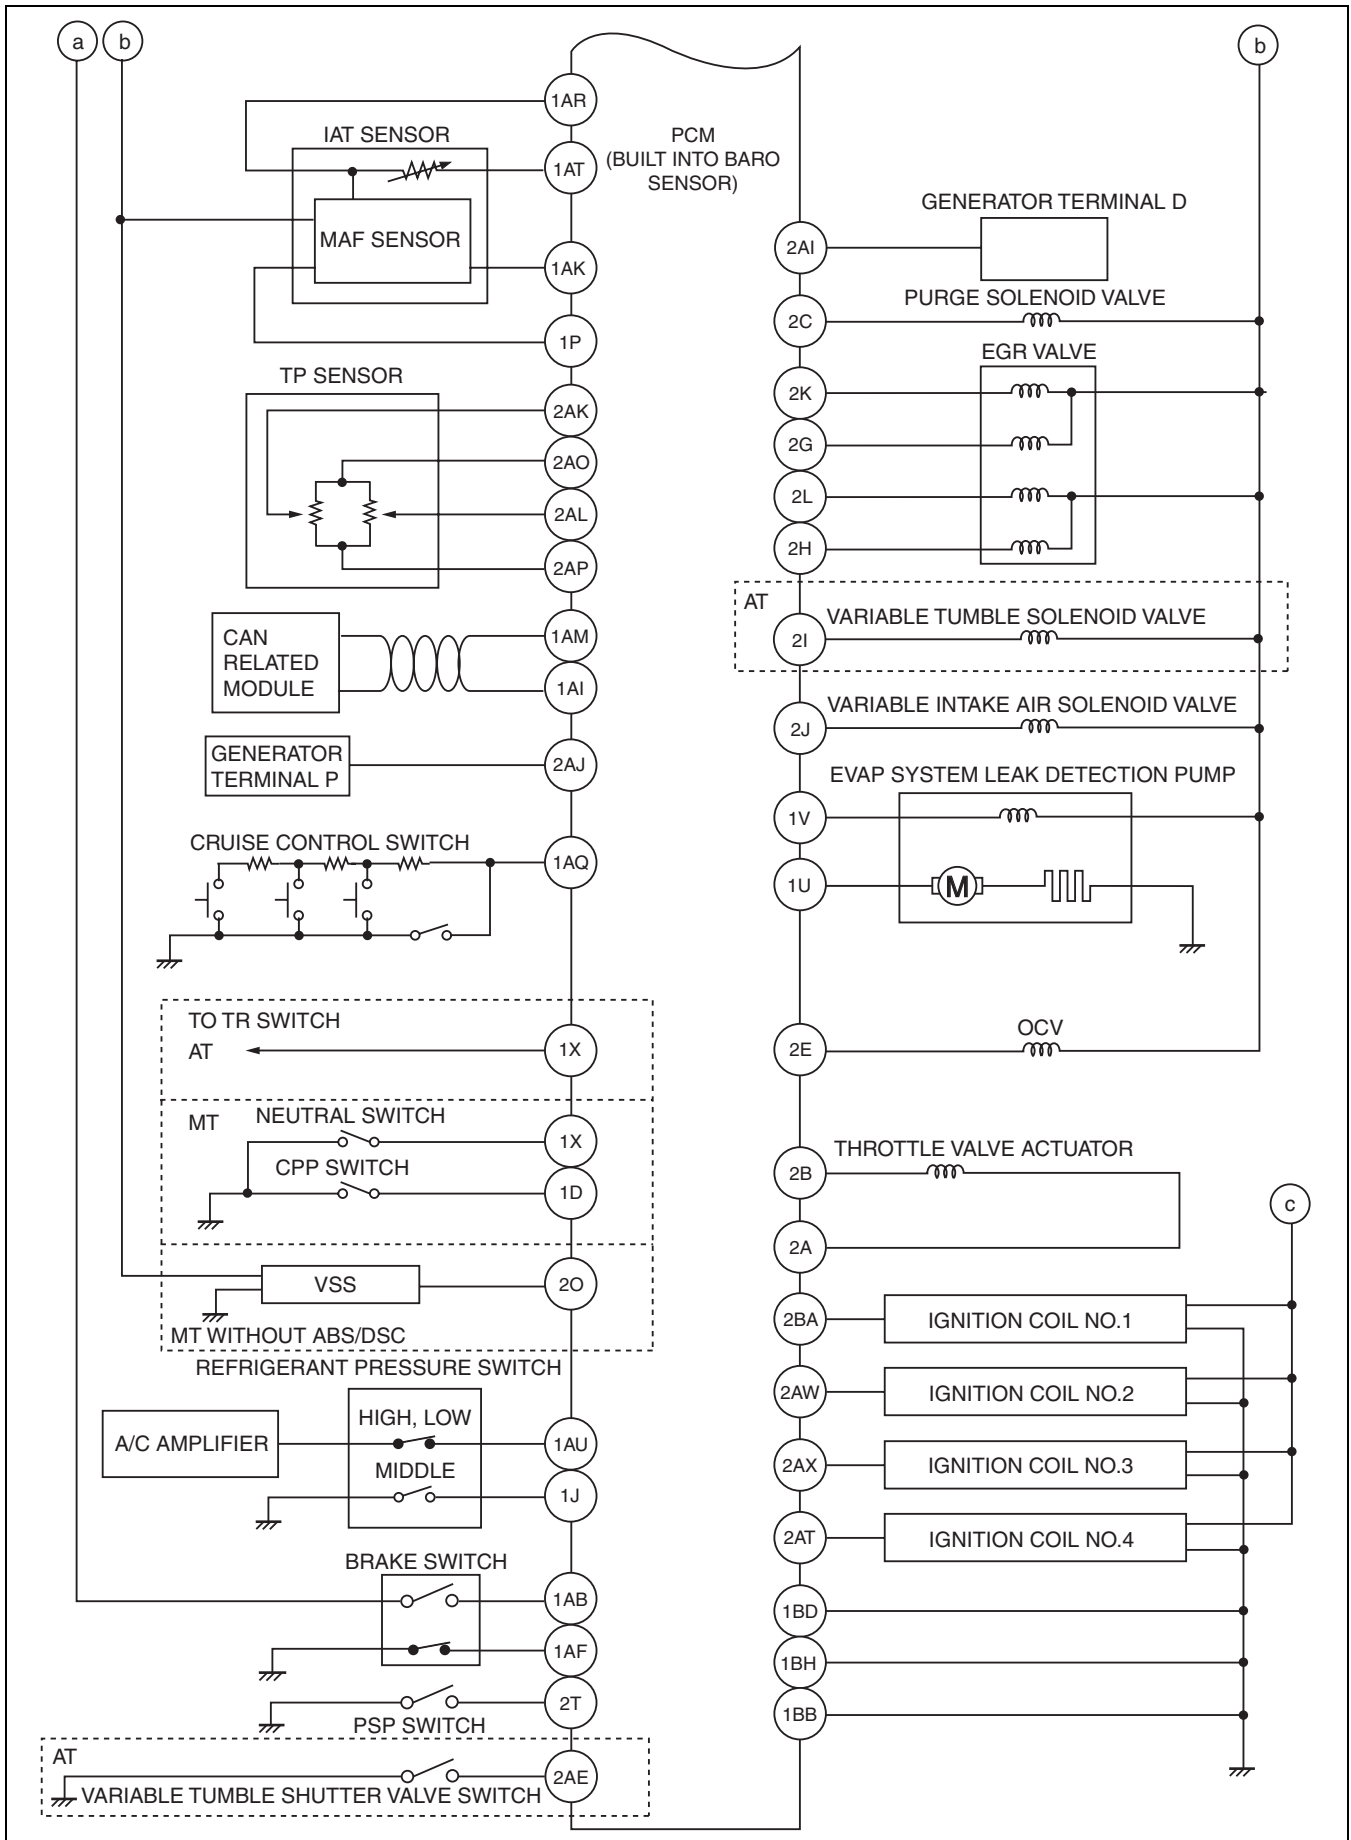 a
b
b
1AR
IAT SENSOR
PCM
(BUILT INTO BARO
SENSOR)
1AT
MAF SENSOR
1AK
1P
TP SENSOR
2AK
2AO
2AL
2AP
CAN
RELATED
MODULE
1AM
1AI
GENERATOR
TERMINAL P
2AJ
CRUISE CONTROL SWITCH
1AQ
TO TR SWITCH
AT
1X
MT
NEUTRAL SWITCH
1X
CPP SWITCH
1D
VSS
2O
MT WITHOUT ABS/DSC
REFRIGERANT PRESSURE SWITCH
A/C AMPLIFIER
HIGH, LOW
1AU
MIDDLE
1J
BRAKE SWITCH
1AB
1AF
2T
PSP SWITCH
AT
2AE
VARIABLE TUMBLE SHUTTER VALVE SWITCH
GENERATOR TERMINAL D
2AI
PURGE SOLENOID VALVE
2C
EGR VALVE
2K
2G
2L
2H
AT
VARIABLE TUMBLE SOLENOID VALVE
2I
VARIABLE INTAKE AIR SOLENOID VALVE
2J
EVAP SYSTEM LEAK DETECTION PUMP
1V
1U
M
OCV
2E
THROTTLE VALVE ACTUATOR
2B
2A
c
2BA
IGNITION COIL NO.1
2AW
IGNITION COIL NO.2
2AX
IGNITION COIL NO.3
2AT
IGNITION COIL NO.4
1BD
1BH
1BB